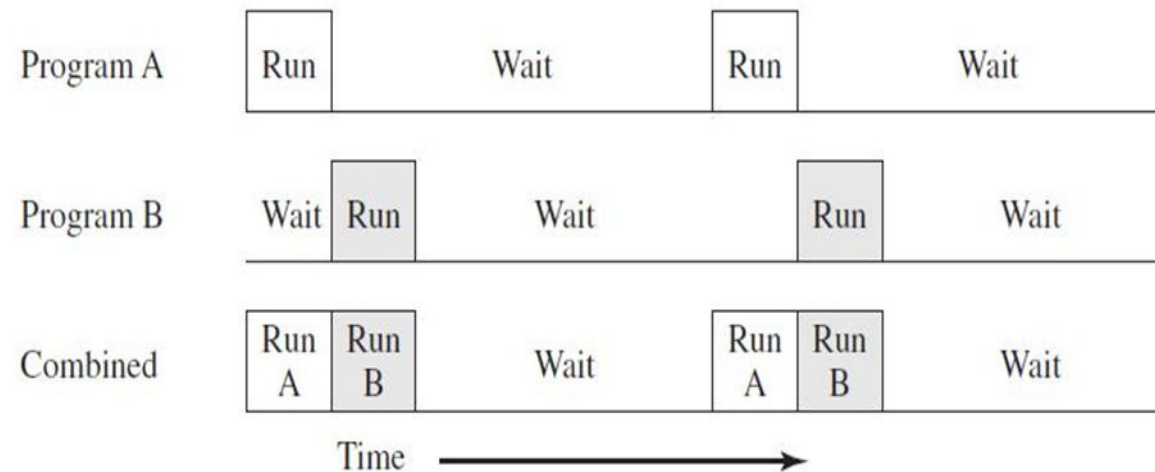 Program A Run Wait Run Wait
Program B Wait Run Wait Run Wait
Combined Run A Run B Wait Run A Run B Wait
Time